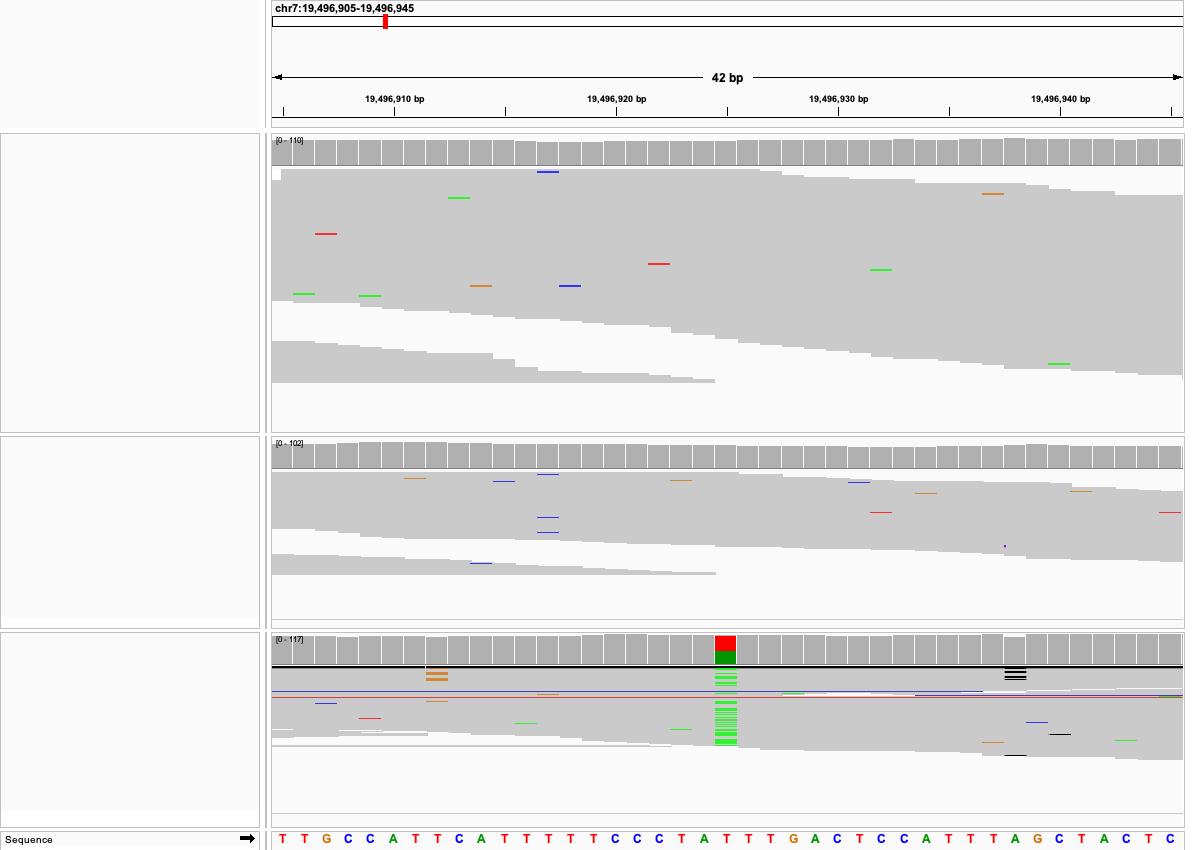 chr7:19,496,905-19,496,945
42 bp
19,496,910 bp 19,496,920 bp 19,496,930 bp 19,496,940 bp
[0 - 110]
[0 - 102]
[0 - 117]
Sequence T T G C C A T T C A T T T T T C C C T A T T T G A C T C C A T T T A G C T A C T C